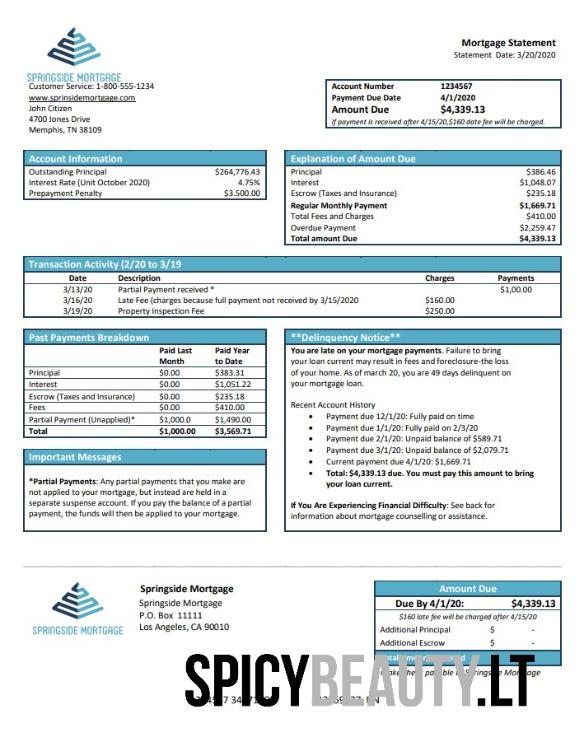 Mortgage Statement
Statement Date: 3/20/2020
SPRINGSIDE MORTGAGE
Customer Service: 1-800-555-1234
www.sprinsidemortgage.com
John Citizen
4700 Jones Drive
Memphis, TN 38109
Account Number 1234567
Payment Due Date 4/1/2020
Amount Due $4,339.13
If payment is received after 4/15/20,$160 date fee will be charged.
Account Information
Outstanding Principal $264,776.43
Interest Rate (Unit October 2020) 4.75%
Prepayment Penalty $3.500.00
Explanation of Amount Due
Principal $386.46
Interest $1,048.07
Escrow (Taxes and Insurance) $235.18
Regular Monthly Payment $1,669.71
Total Fees and Charges $410.00
Overdue Payment $2,259.47
Total amount Due $4,339.13
Transaction Activity (2/20 to 3/19
Date Description Charges Payments
3/13/20 Partial Payment received * $1,00.00
3/16/20 Late Fee (charges because full payment not received by 3/15/2020 $160.00
3/19/20 Property Inspection Fee $250.00
Past Payments Breakdown
Paid Last Month Paid Year to Date
Principal $0.00 $383.31
Interest $0.00 $1,051.22
Escrow (Taxes and Insurance) $0.00 $235.18
Fees $0.00 $410.00
Partial Payment (Unapplied)* $1,000.0 $1,490.00
Total $1,000.00 $3,569.71
**Delinquency Notice**
You are late on your mortgage payments. Failure to bring
your loan current may result in fees and foreclosure-the loss
of your home. As of march 20, you are 49 days delinquent on
your mortgage loan.
Recent Account History
• Payment due 12/1/20: Fully paid on time
• Payment due 1/1/20: Fully paid on 2/3/20
• Payment due 2/1/20: Unpaid balance of $589.71
• Payment due 3/1/20: Unpaid balance of $2,079.71
• Current payment due 4/1/20: $1,669.71
• Total: $4,339.13 due. You must pay this amount to bring
your loan current.
If You Are Experiencing Financial Difficulty: See back for
information about mortgage counselling or assistance.
Important Messages
*Partial Payments: Any partial payments that you make are
not applied to your mortgage, but instead are held in a
separate suspense account. If you pay the balance of a partial
payment, the funds will then be applied to your mortgage.
SPRINGSIDE MORTGAGE
Springside Mortgage
Springside Mortgage
P.O. Box 11111
Los Angeles, CA 90010
Amount Due
Due By 4/1/20: $4,339.13
$160 late fee will be charged after 4/15/20
Additional Principal $ -
Additional Escrow $ -
payable to Springside Mortgage
SPICYBEAUTY.LT